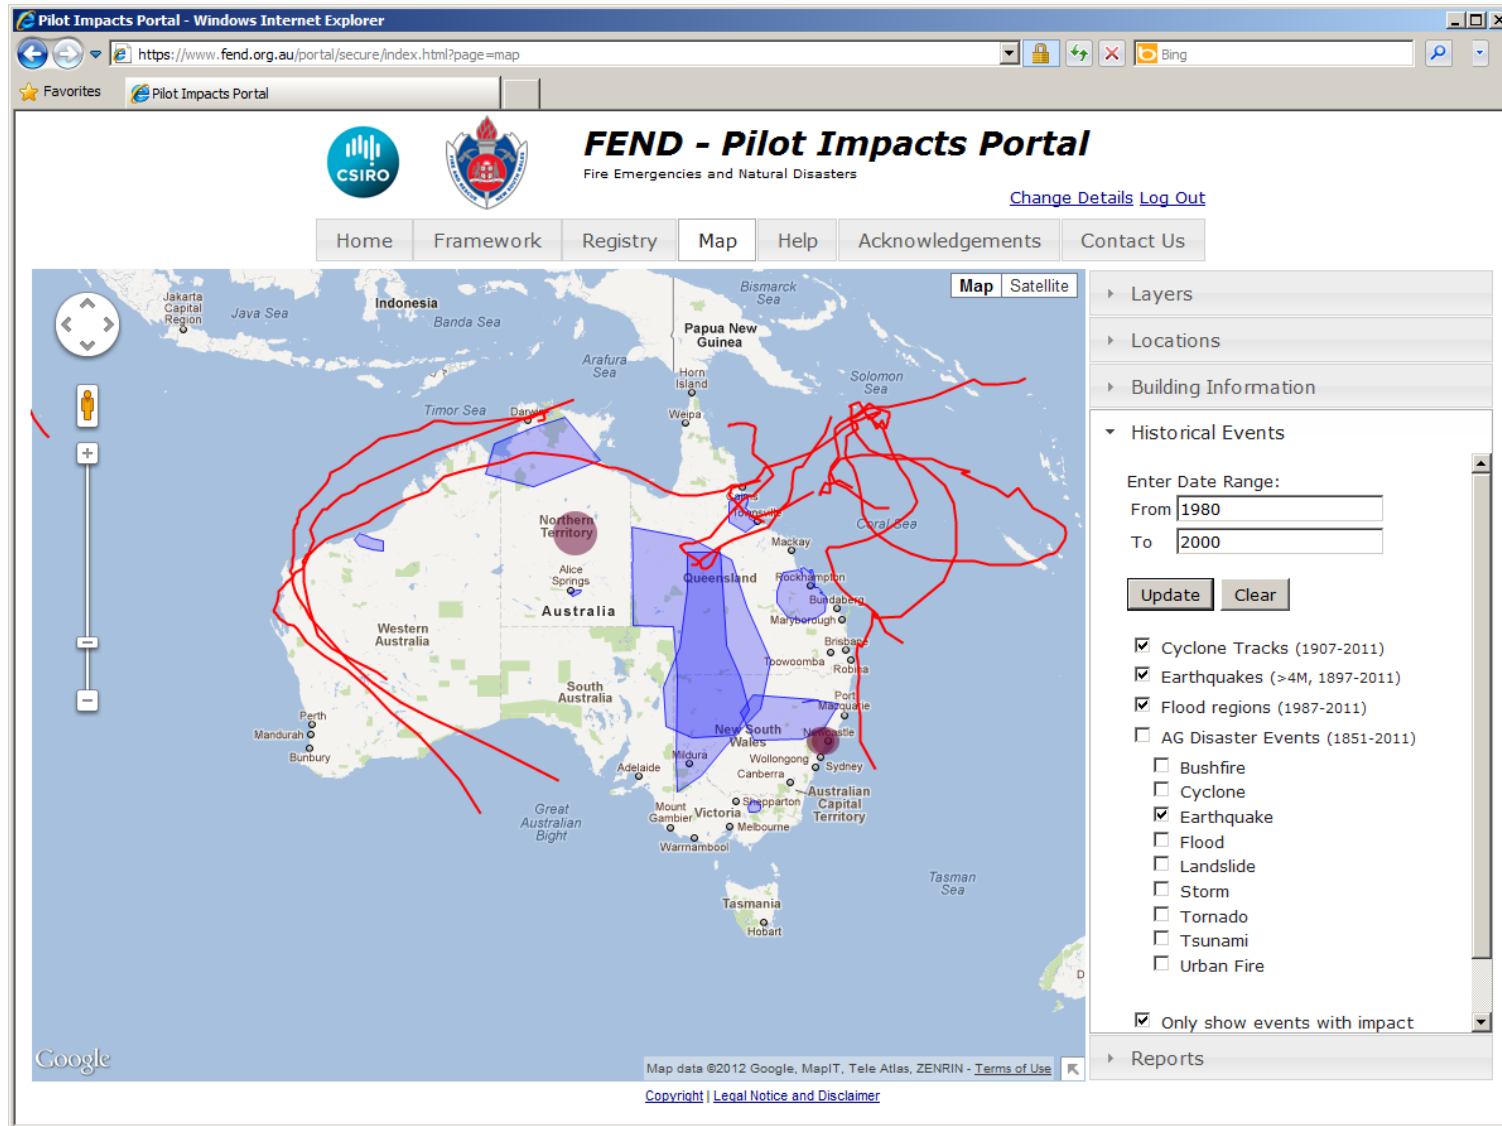 Pilot Impacts Portal - Windows Internet Explorer
https://www.fend.org.au/portal/secure/index.html?page=map
Bing
Favorites
Pilot Impacts Portal
CSIRO
FIRE AND RESCUE NEW SOUTH WALES
FEND - Pilot Impacts Portal
Fire Emergencies and Natural Disasters
Change Details Log Out
Home Framework Registry Map Help Acknowledgements Contact Us
Map Satellite
Jakarta
Capital
Region
Java Sea
Indonesia
Banda Sea
Bismarck
Sea
Papua New
Guinea
Arafura
Sea
Horn
Island
Solomon
Sea
Timor Sea
Weipa
Cairns
Townsville
Coral Sea
Northern
Territory
Mackay
Alice
Springs
Queensland
Rockhampton
Australia
Bundaberg
Maryborough
Western
Australia
Brisbane
Toowoomba
Robina
South
Australia
Port
Macquarie
Perth
Mandurah
Bunbury
New South
Wales
Newcastle
Mildura
Wollongong
Sydney
Adelaide
Canberra
Australian
Capital
Territory
Great
Australian
Bight
Mount
Gambier
Victoria
Shepparton
Melbourne
Warrnambool
Tasman
Sea
Tasmania
Hobart
D
Google
Map data ©2012 Google, MapIT, Tele Atlas, ZENRIN - Terms of Use
Layers
Locations
Building Information
Historical Events
Enter Date Range:
From 1980
To 2000
Update Clear
Cyclone Tracks (1907-2011)
Earthquakes (>4M, 1897-2011)
Flood regions (1987-2011)
AG Disaster Events (1851-2011)
Bushfire
Cyclone
Earthquake
Flood
Landslide
Storm
Tornado
Tsunami
Urban Fire
Only show events with impact
Reports
Copyright | Legal Notice and Disclaimer